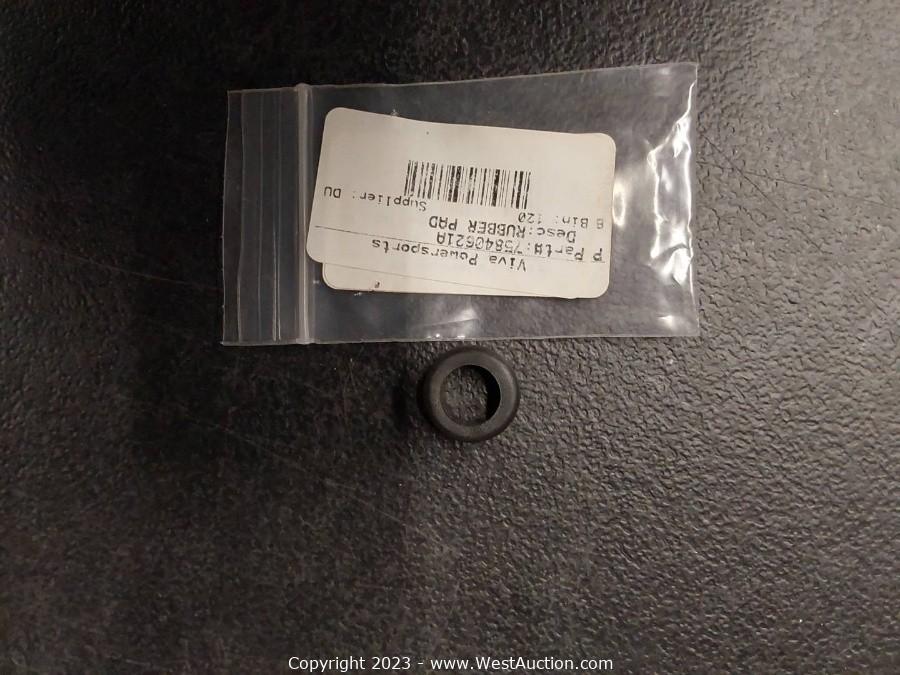 Viva Powersports
P Part#:75840621A
Desc:RUBBER PAD
B Bin: 120
Supplier: DU
Copyright 2023 - www.WestAuction.com